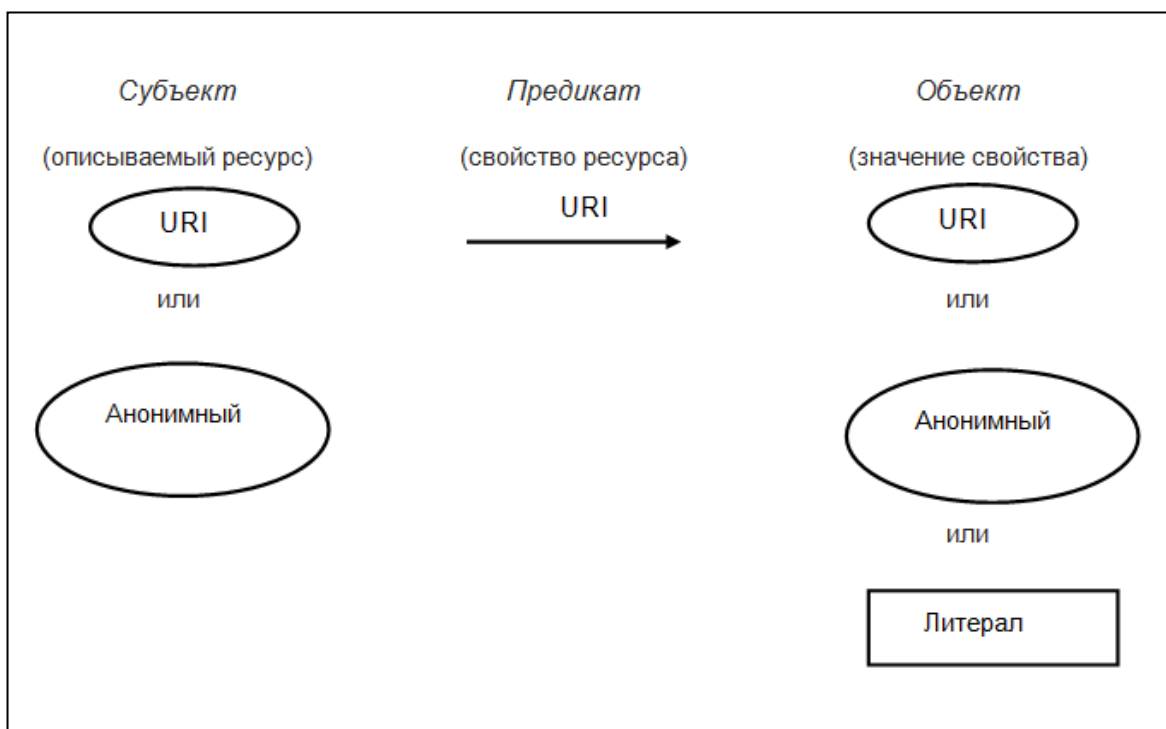 Субъект Предикат Объект
(описываемый ресурс) (свойство ресурса) (значение свойства)
URI URI URI
или или
Анонимный Анонимный
или
Литерал